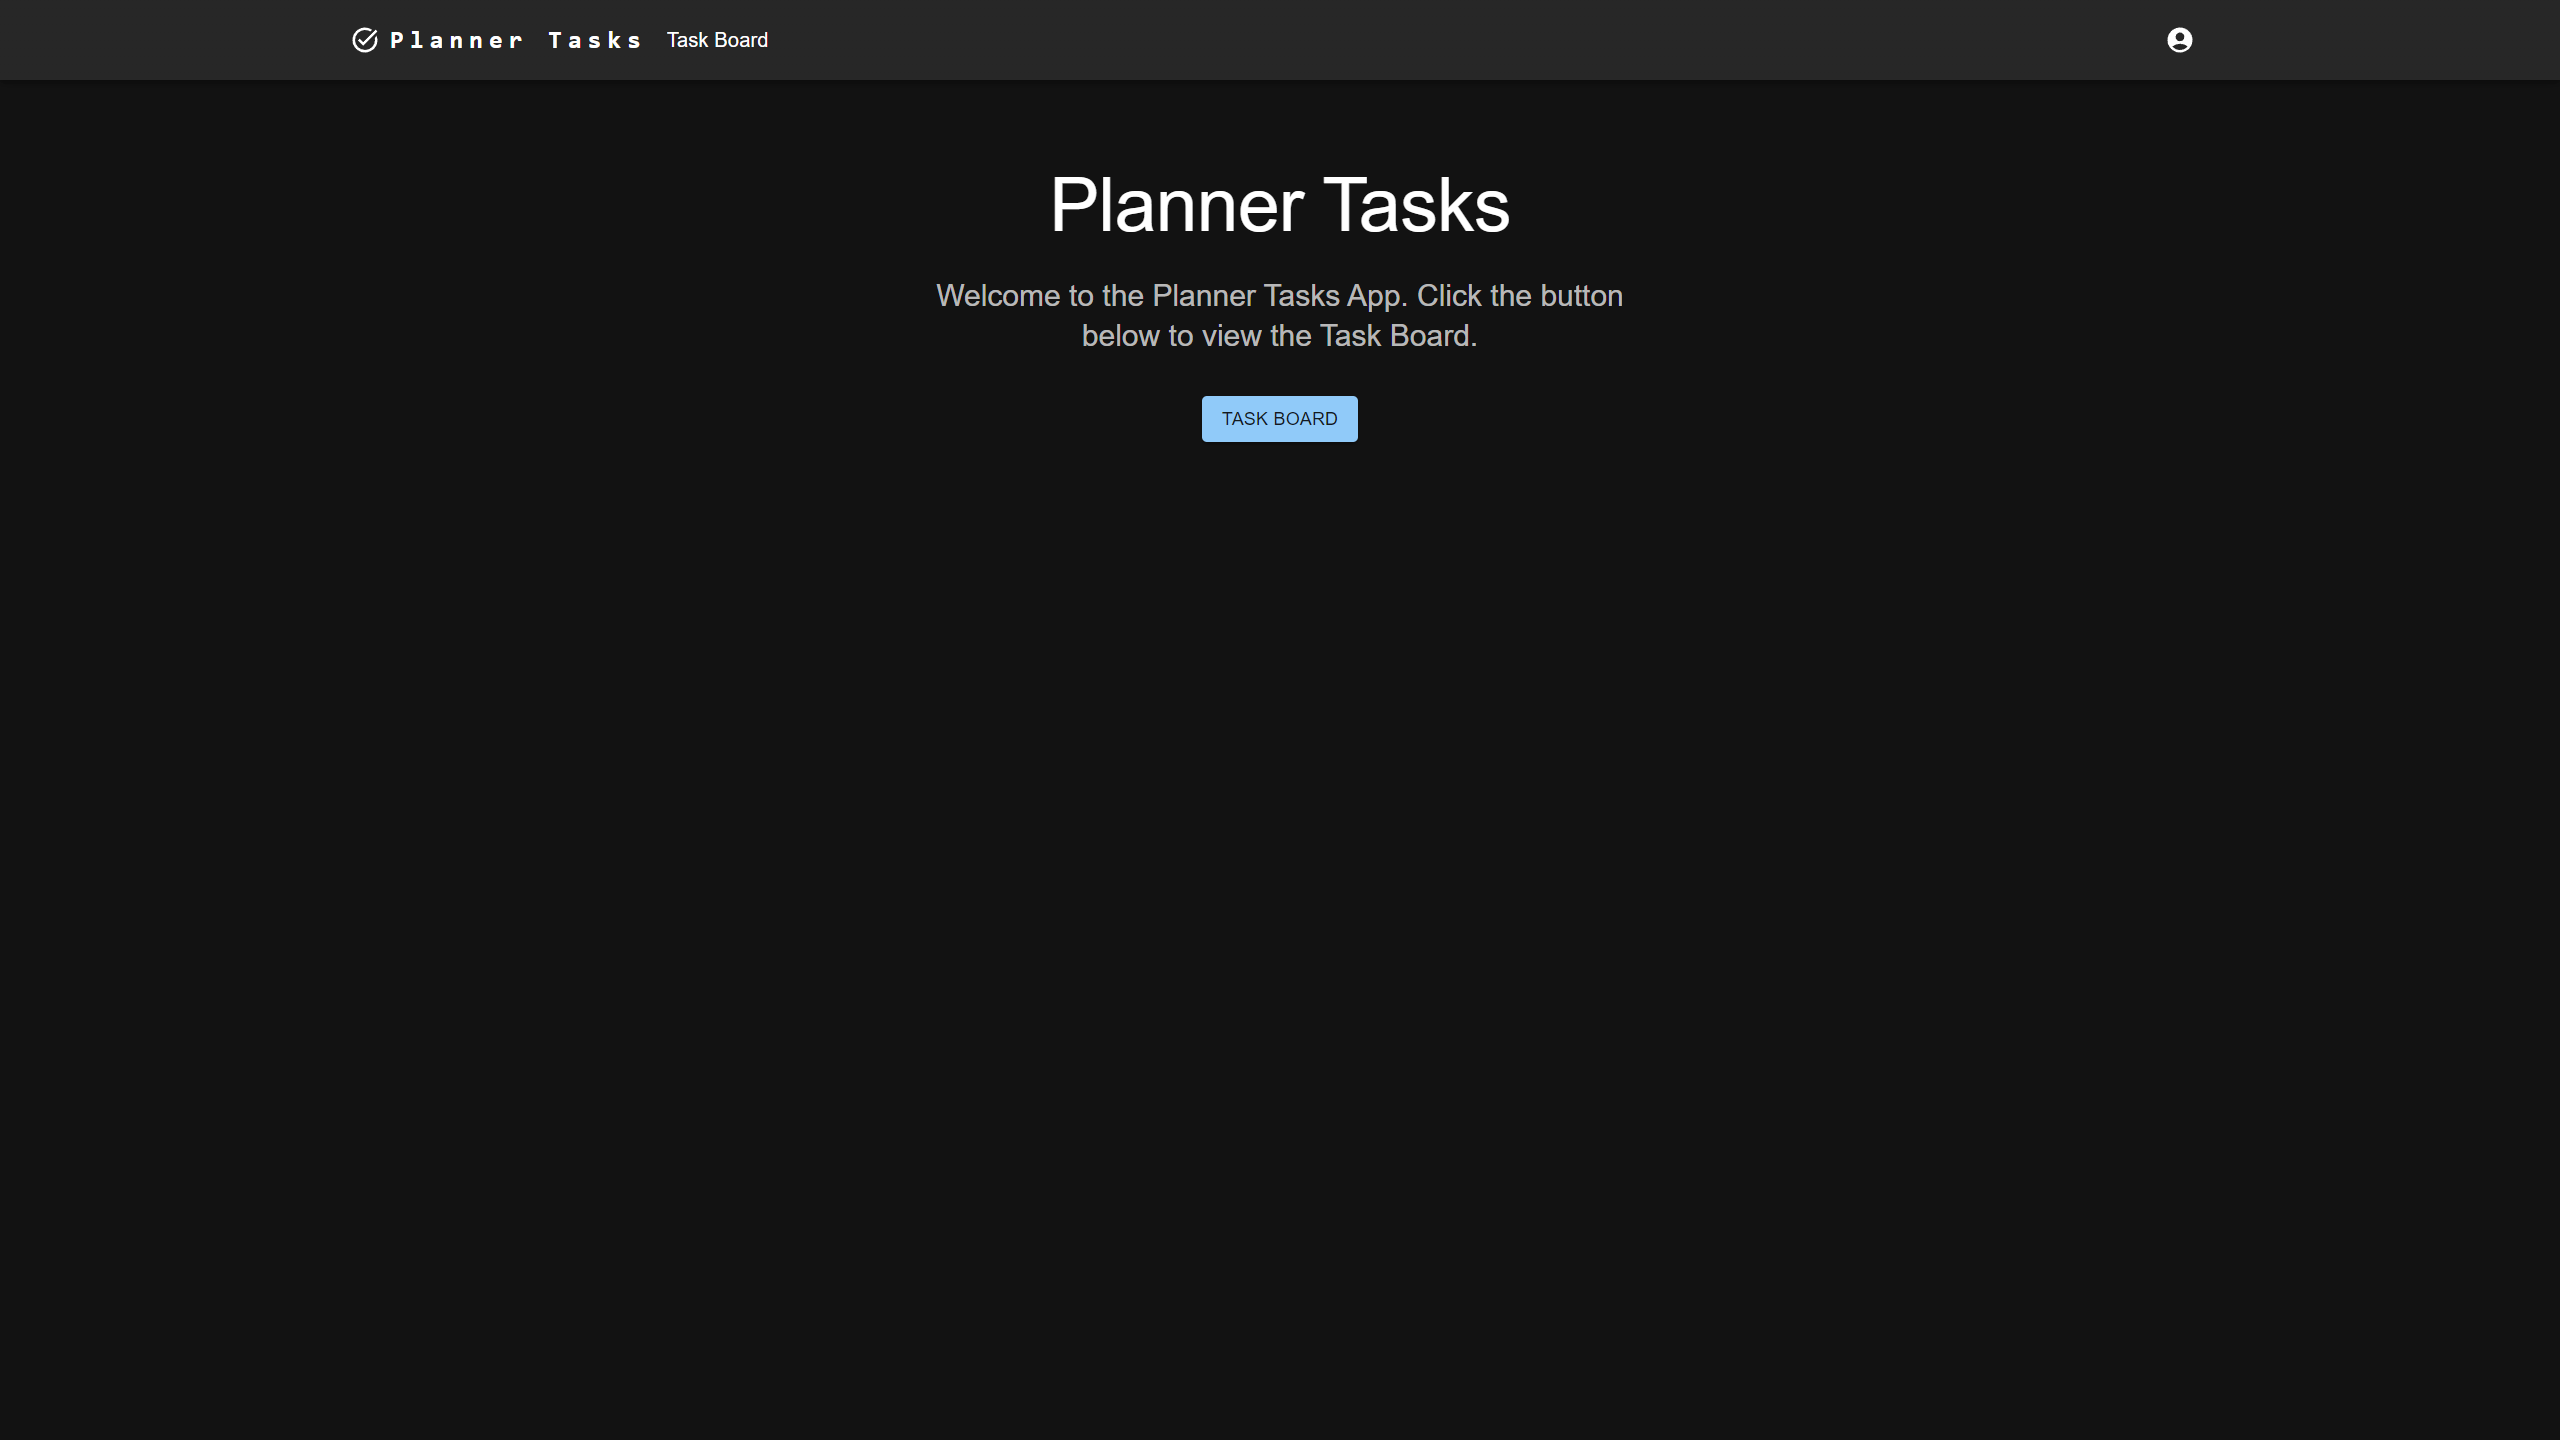 Planner Tasks Task Board
Planner Tasks
Welcome to the Planner Tasks App. Click the button
below to view the Task Board.
TASK BOARD